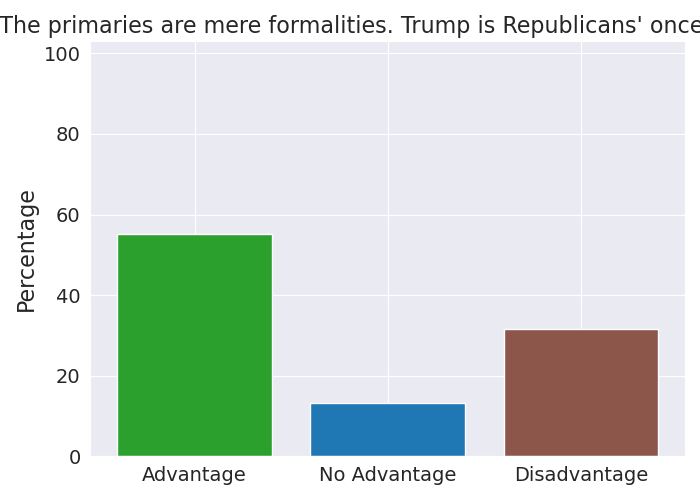 The primaries are mere formalities. Trump is Republicans' once
100
80
60
40
20
0
Percentage
Advantage
No Advantage
Disadvantage